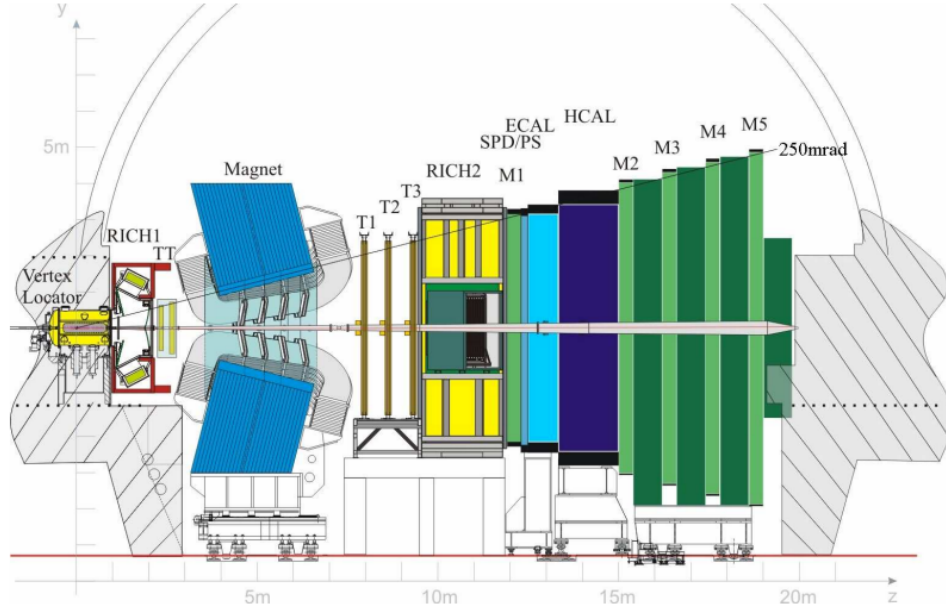 y
5m
Vertex
Locator
RICH1
TT
Magnet
T1
T2
T3
RICH2
M1
SPD/PS
ECAL
HCAL
M2
M3
M4
M5
250mrad
5m
10m
15m
20m
z